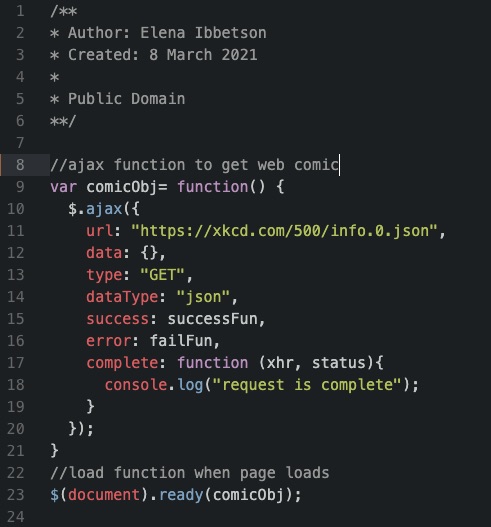 1 /**
2 * Author: Elena Ibbetson
3 * Created: 8 March 2021
4 *
5 * Public Domain
6 **/
7
8 //ajax function to get web comic
9 var comicObj= function() {
10   $.ajax({
11     url: "https://xkcd.com/500/info.0.json",
12     data: {},
13     type: "GET",
14     dataType: "json",
15     success: successFun,
16     error: failFun,
17     complete: function (xhr, status){
18       console.log("request is complete");
19     }
20   });
21 }
22 //load function when page loads
23 $(document).ready(comicObj);
24